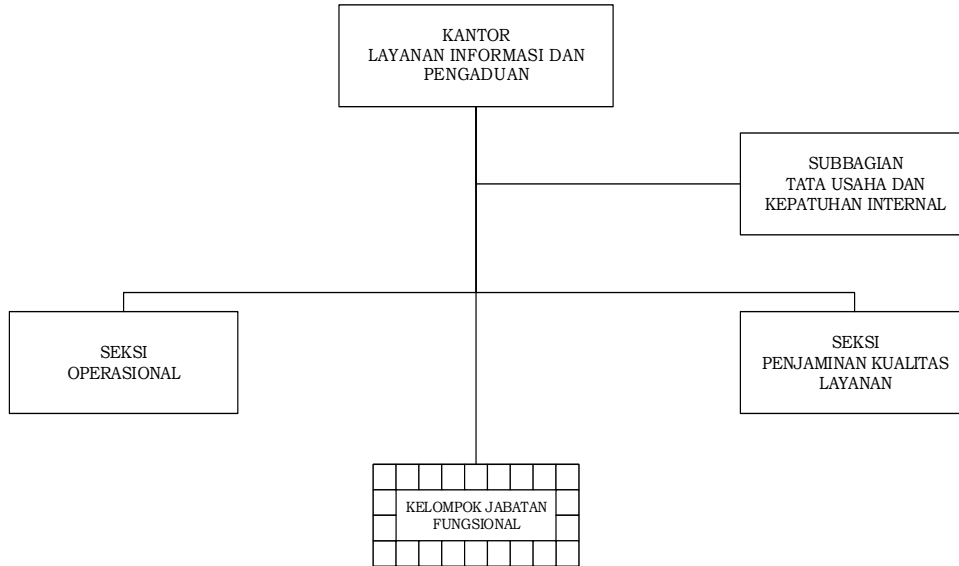 KANTOR
LAYANAN INFORMASI DAN
PENGADUAN
SUBBAGIAN
TATA USAHA DAN
KEPATUHAN INTERNAL
SEKSI
OPERASIONAL
SEKSI
PENJAMINAN KUALITAS
LAYANAN
KELOMPOK JABATAN
FUNGSIONAL